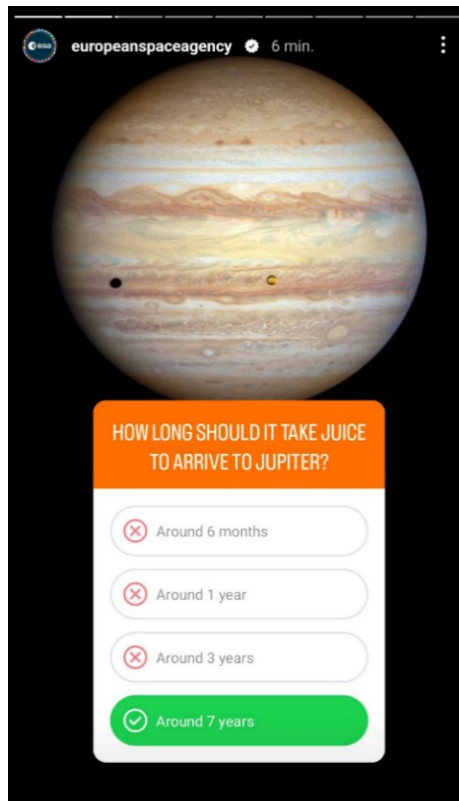 esa
europeanspaceagency 6 min.
HOW LONG SHOULD IT TAKE JUICE
TO ARRIVE TO JUPITER?
Around 6 months
Around 1 year
Around 3 years
Around 7 years